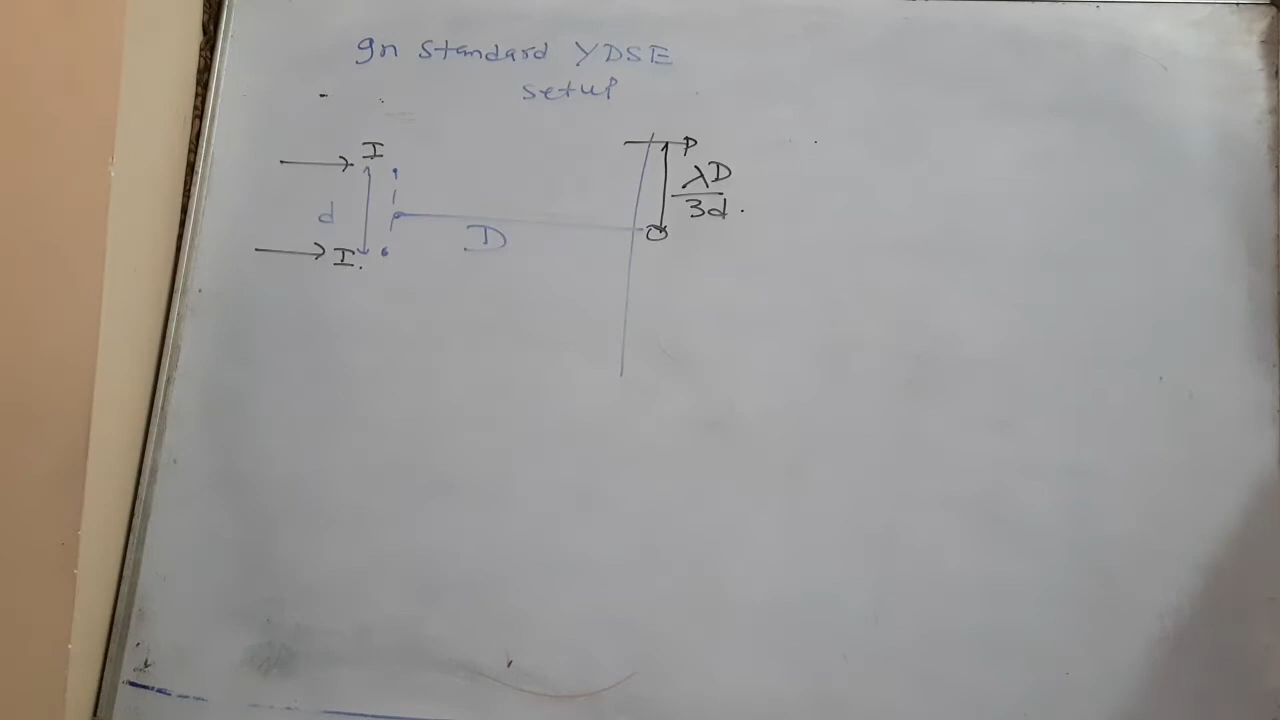 In standard YDSE
setup
I
P
λD
3d.
d
I.
D
O